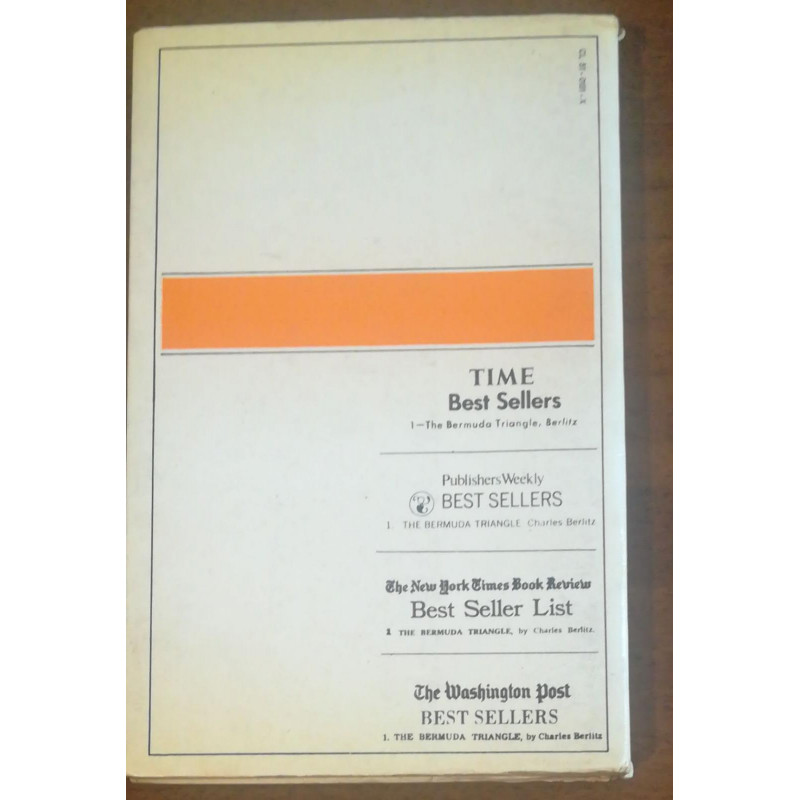 TIME
Best Sellers
1—The Bermuda Triangle, Berlitz
Publishers Weekly
BEST SELLERS
1. THE BERMUDA TRIANGLE. Charles Berlitz
The New York Times Book Review
Best Seller List
1 THE BERMUDA TRIANGLE, by Charles Berlitz.
The Washington Post
BEST SELLERS
1. THE BERMUDA TRIANGLE, by Charles Berlitz